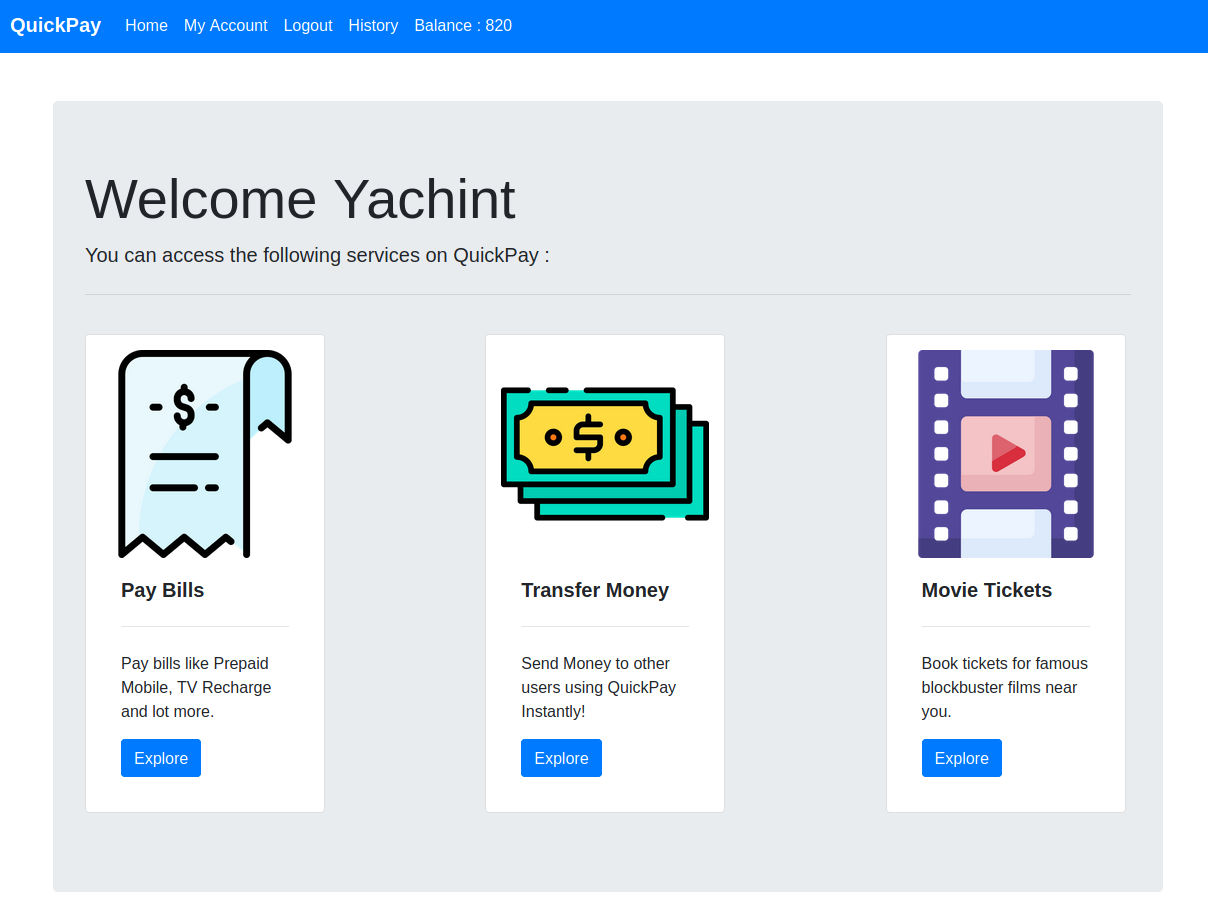 QuickPay Home My Account Logout History Balance : 820
Welcome Yachint
You can access the following services on QuickPay :
$
Pay Bills
Pay bills like Prepaid
Mobile, TV Recharge
and lot more.
Explore
$
Transfer Money
Send Money to other
users using QuickPay
Instantly!
Explore
Movie Tickets
Book tickets for famous
blockbuster films near
you.
Explore